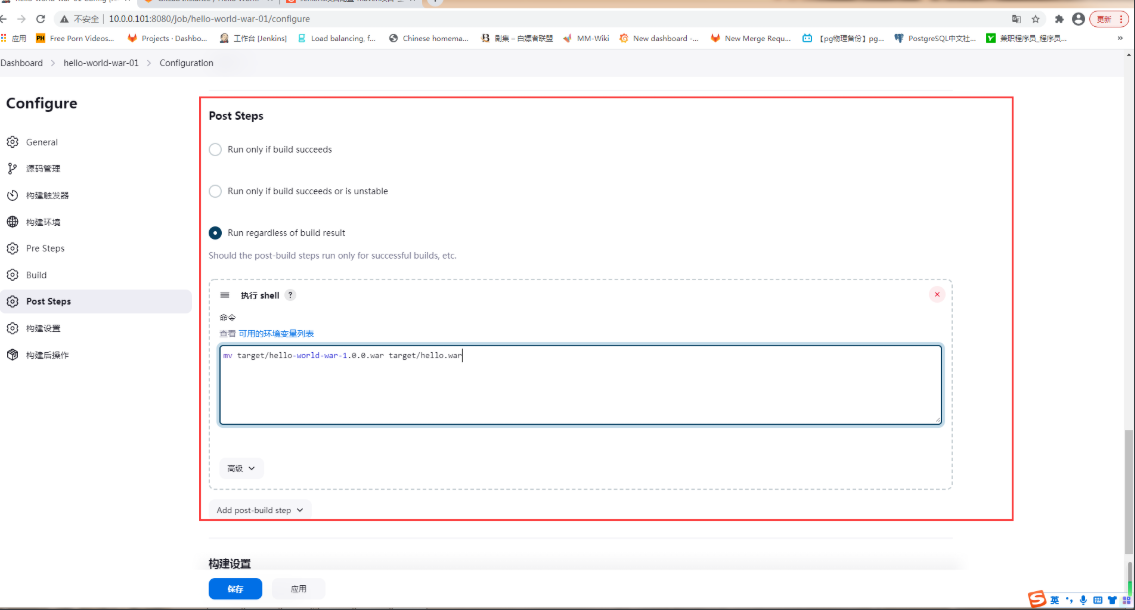 不安全 | 10.0.0.101:8080/job/hello-world-war-01/configure
更新
应用 Free Porn Videos... Projects · Dashbo... 工作台 [Jenkins] Load balancing, f... Chinese homema... 剧集 – 白嫖者联盟 MM-Wiki New dashboard -... New Merge Requ... 【pg物理备份】pg... PostgreSQL中文社... 兼职程序员_程序员...
Dashboard hello-world-war-01 Configuration
Configure
General
源码管理
构建触发器
构建环境
Pre Steps
Build
Post Steps
构建设置
构建后操作
Post Steps
Run only if build succeeds
Run only if build succeeds or is unstable
Run regardless of build result
Should the post-build steps run only for successful builds, etc.
执行 shell ?
命令
查看 可用的环境变量列表
mv target/hello-world-war-1.0.0.war target/hello.war
高级
Add post-build step
构建设置
保存 应用
英